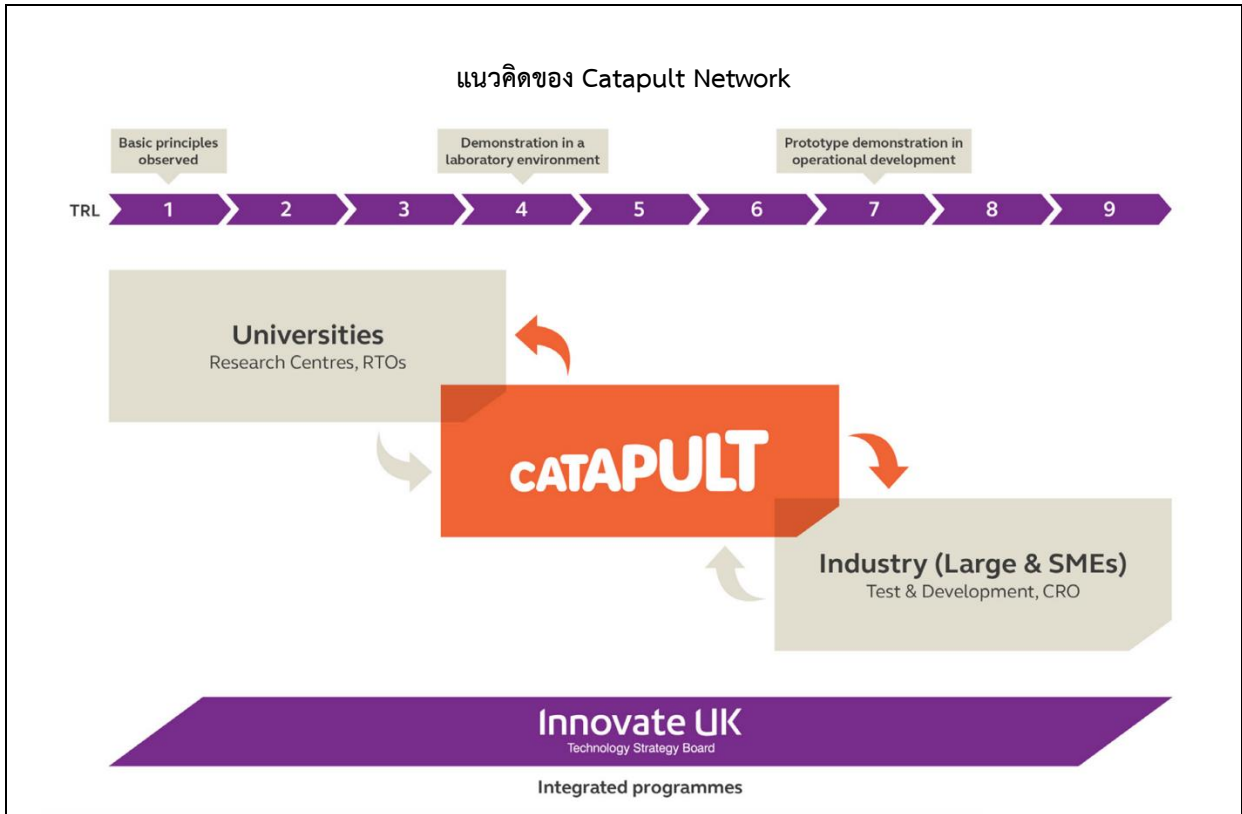 แนวคิดของ Catapult Network
Basic principles
observed
Demonstration in a
laboratory environment
Prototype demonstration in
operational development
TRL 1 2 3 4 5 6 7 8 9
Universities
Research Centres, RTOs
CATAPULT
Industry (Large & SMEs)
Test & Development, CRO
Innovate UK
Technology Strategy Board
Integrated programmes